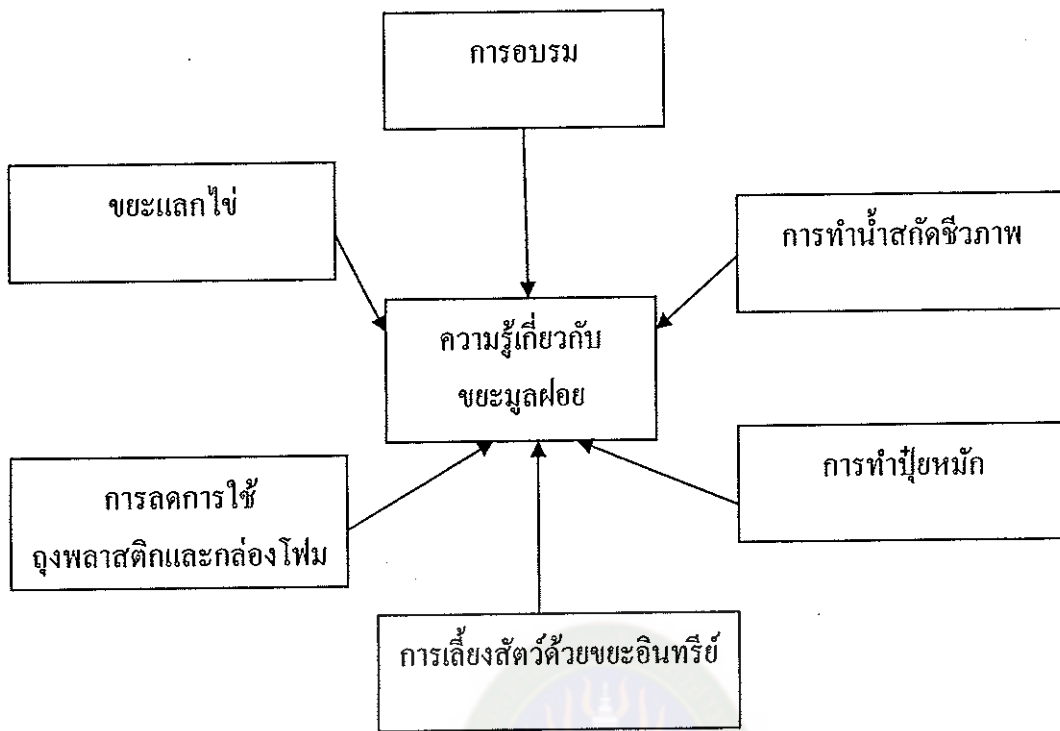 การอบรม
ขยะแลกไข่
การทำน้ำสกัดชีวภาพ
ความรู้เกี่ยวกับ
ขยะมูลฝอย
การทำปุ๋ยหมัก
การลดการใช้
ถุงพลาสติกและกล่องโฟม
การเลี้ยงสัตว์ด้วยขยะอินทรีย์